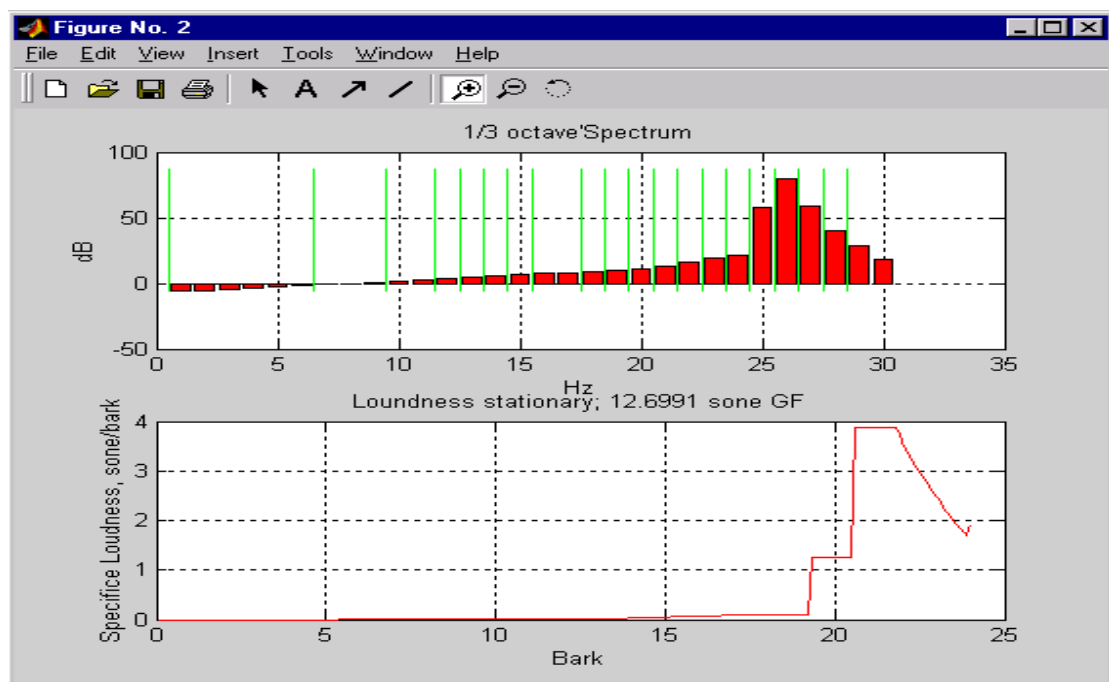 Figure No. 2
File Edit View Insert Tools Window Help
A
1/3 octave'Spectrum
100
50
0
-50
dB
0 5 10 15 20 25 30 35
Hz
Loundness stationary; 12.6991 sone GF
4
3
2
1
0
Specifice Loudness, sone/bark
0 5 10 15 20 25
Bark